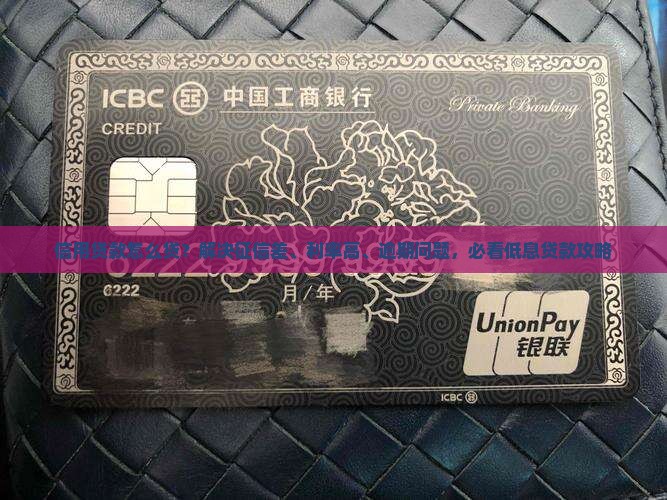 ICBC 中国工商银行
Private Banking
CREDIT
信用贷款怎么选？解决征信差、利率高、逾期问题，必看低息贷款攻略
6222
月/年
UnionPay
银联
ICBC